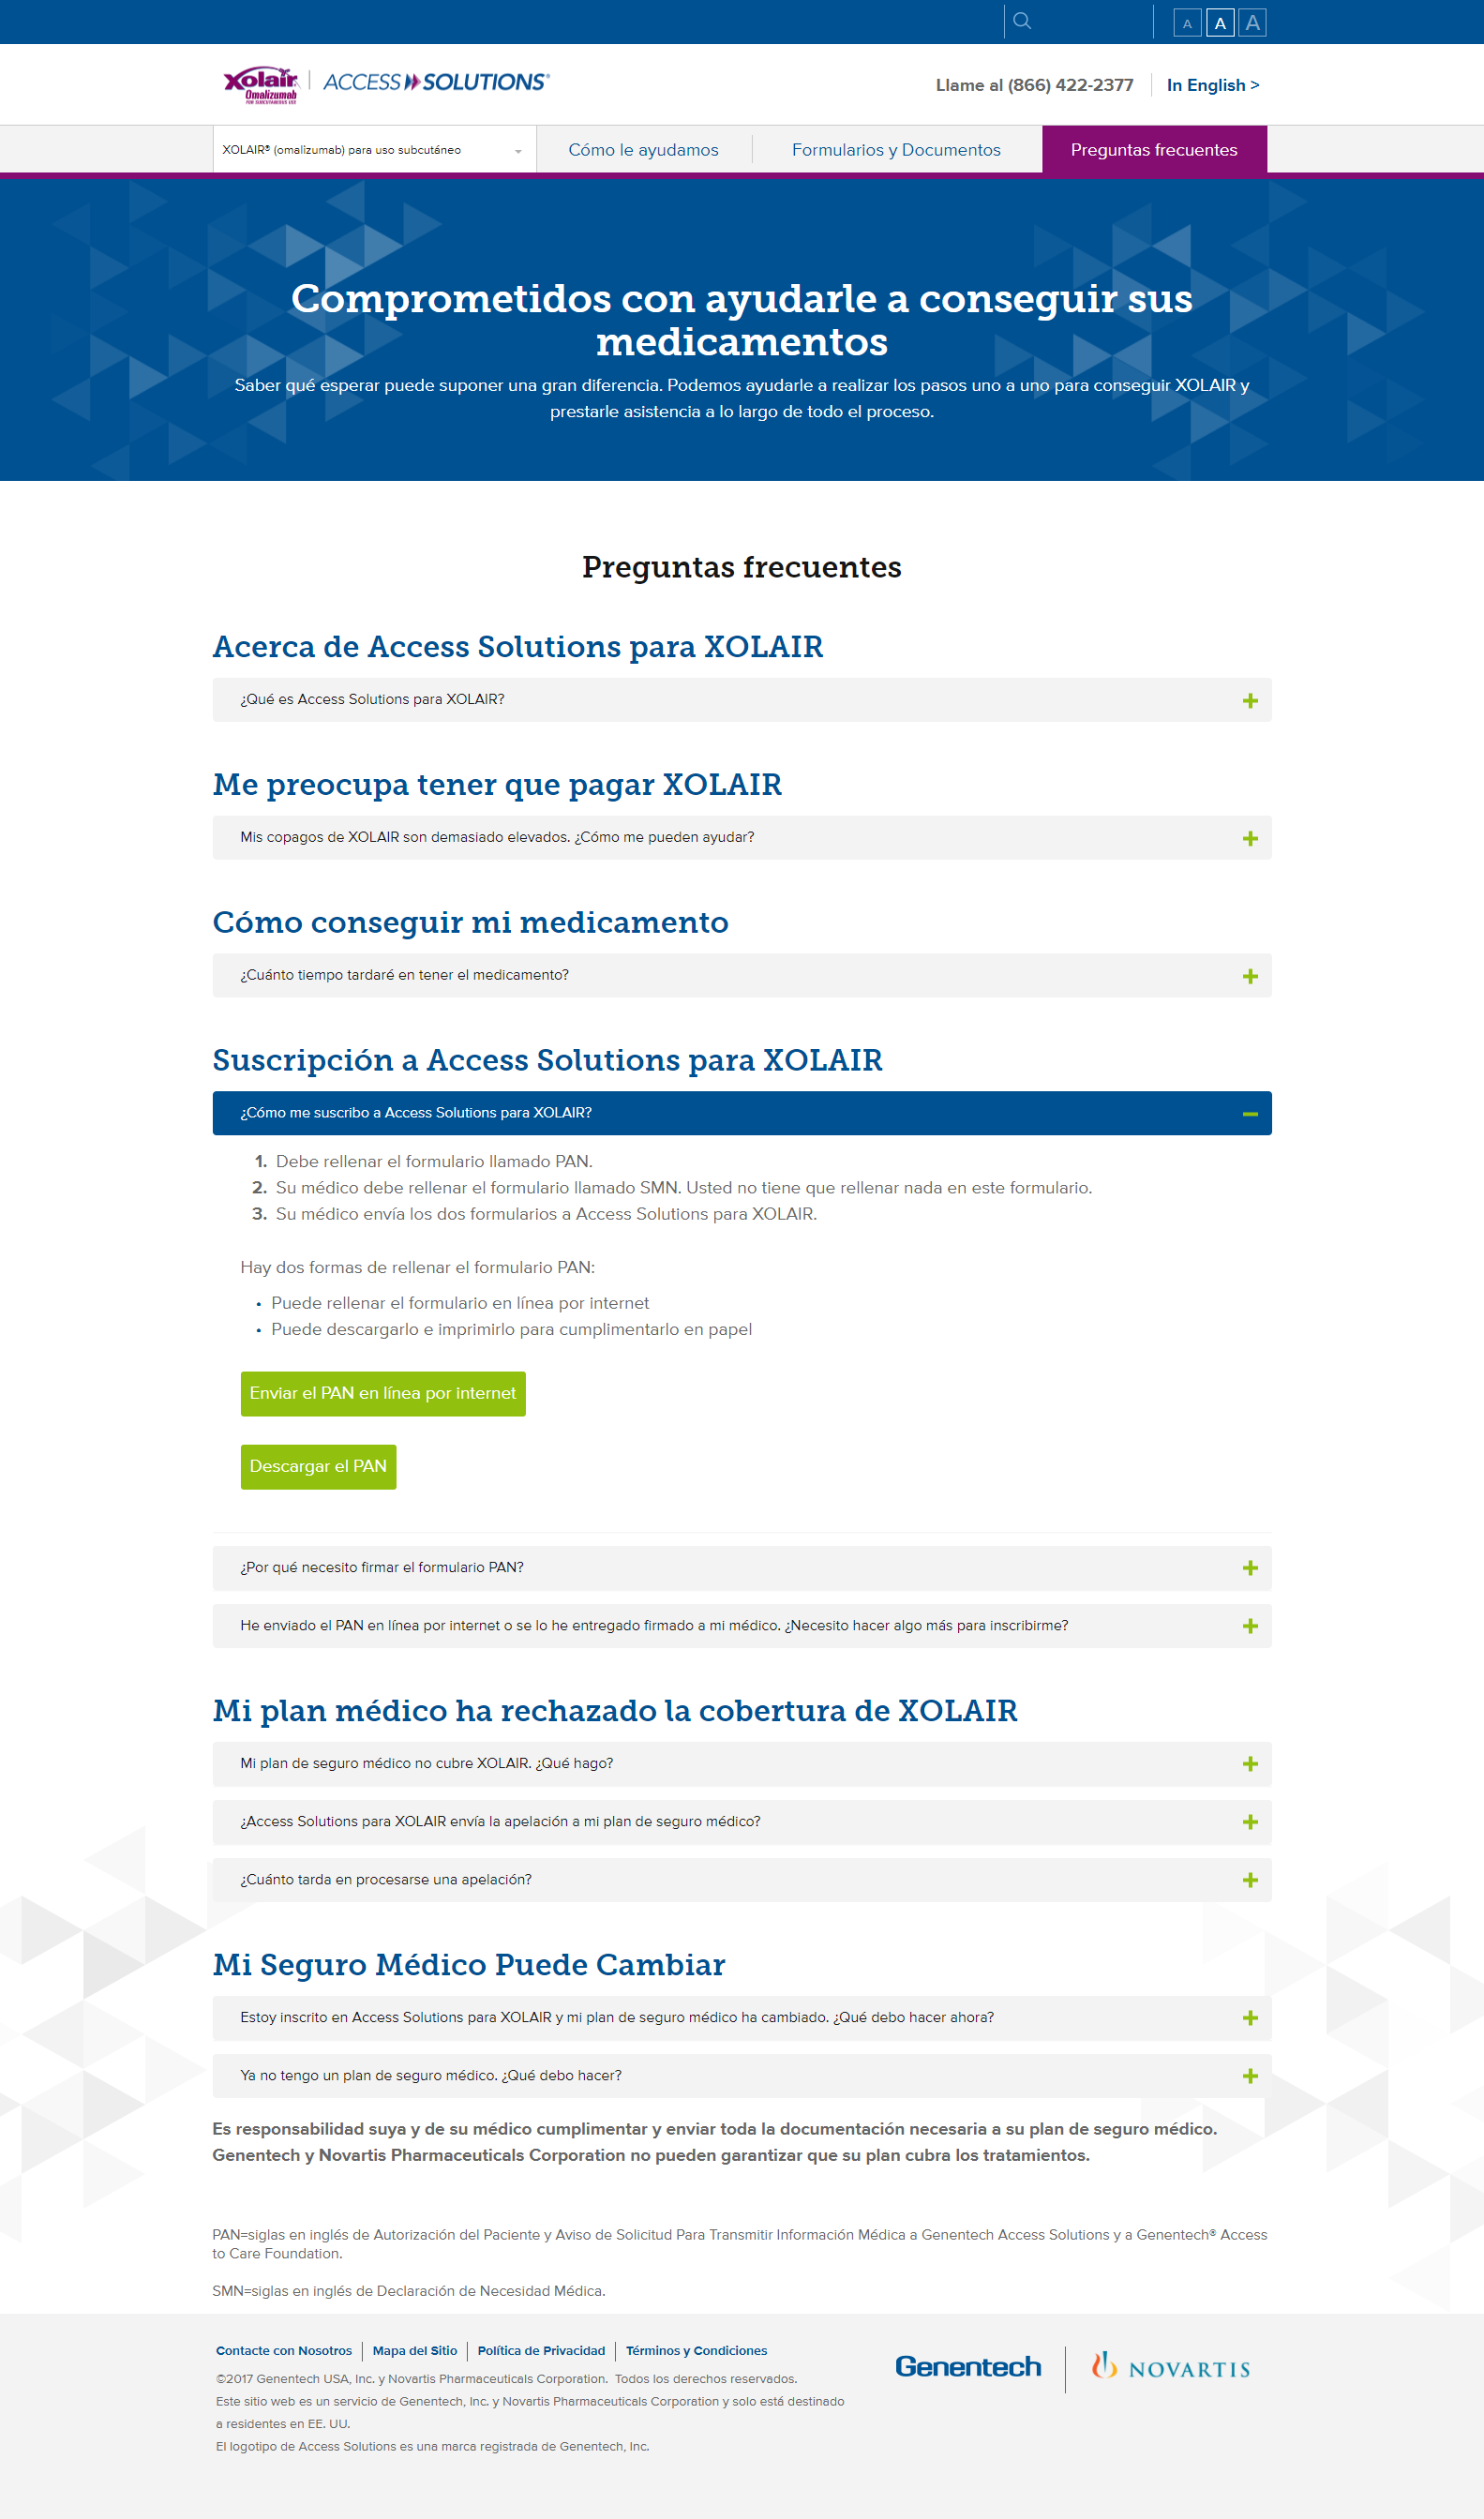 A A A
Xolair
Omalizumab
FOR SUBCUTANEOUS USE
ACCESS SOLUTIONS®
Llame al (866) 422-2377
In English >
XOLAIR® (omalizumab) para uso subcutáneo
Cómo le ayudamos
Formularios y Documentos
Preguntas frecuentes
Comprometidos con ayudarle a conseguir sus
medicamentos
Saber qué esperar puede suponer una gran diferencia. Podemos ayudarle a realizar los pasos uno a uno para conseguir XOLAIR y
prestarle asistencia a lo largo de todo el proceso.
Preguntas frecuentes
Acerca de Access Solutions para XOLAIR
¿Qué es Access Solutions para XOLAIR?
Me preocupa tener que pagar XOLAIR
Mis copagos de XOLAIR son demasiado elevados. ¿Cómo me pueden ayudar?
Cómo conseguir mi medicamento
¿Cuánto tiempo tardaré en tener el medicamento?
Suscripción a Access Solutions para XOLAIR
¿Cómo me suscribo a Access Solutions para XOLAIR?
1. Debe rellenar el formulario llamado PAN.
2. Su médico debe rellenar el formulario llamado SMN. Usted no tiene que rellenar nada en este formulario.
3. Su médico envía los dos formularios a Access Solutions para XOLAIR.
Hay dos formas de rellenar el formulario PAN:
• Puede rellenar el formulario en línea por internet
• Puede descargarlo e imprimirlo para cumplimentarlo en papel
Enviar el PAN en línea por internet
Descargar el PAN
¿Por qué necesito firmar el formulario PAN?
He enviado el PAN en línea por internet o se lo he entregado firmado a mi médico. ¿Necesito hacer algo más para inscribirme?
Mi plan médico ha rechazado la cobertura de XOLAIR
Mi plan de seguro médico no cubre XOLAIR. ¿Qué hago?
¿Access Solutions para XOLAIR envía la apelación a mi plan de seguro médico?
¿Cuánto tarda en procesarse una apelación?
Mi Seguro Médico Puede Cambiar
Estoy inscrito en Access Solutions para XOLAIR y mi plan de seguro médico ha cambiado. ¿Qué debo hacer ahora?
Ya no tengo un plan de seguro médico. ¿Qué debo hacer?
Es responsabilidad suya y de su médico cumplimentar y enviar toda la documentación necesaria a su plan de seguro médico.
Genentech y Novartis Pharmaceuticals Corporation no pueden garantizar que su plan cubra los tratamientos.
PAN=siglas en inglés de Autorización del Paciente y Aviso de Solicitud Para Transmitir Información Médica a Genentech Access Solutions y a Genentech® Access
to Care Foundation.
SMN=siglas en inglés de Declaración de Necesidad Médica.
Contacte con Nosotros
Mapa del Sitio
Política de Privacidad
Términos y Condiciones
©2017 Genentech USA, Inc. y Novartis Pharmaceuticals Corporation. Todos los derechos reservados.
Este sitio web es un servicio de Genentech, Inc. y Novartis Pharmaceuticals Corporation y solo está destinado
a residentes en EE. UU.
El logotipo de Access Solutions es una marca registrada de Genentech, Inc.
Genentech
NOVARTIS